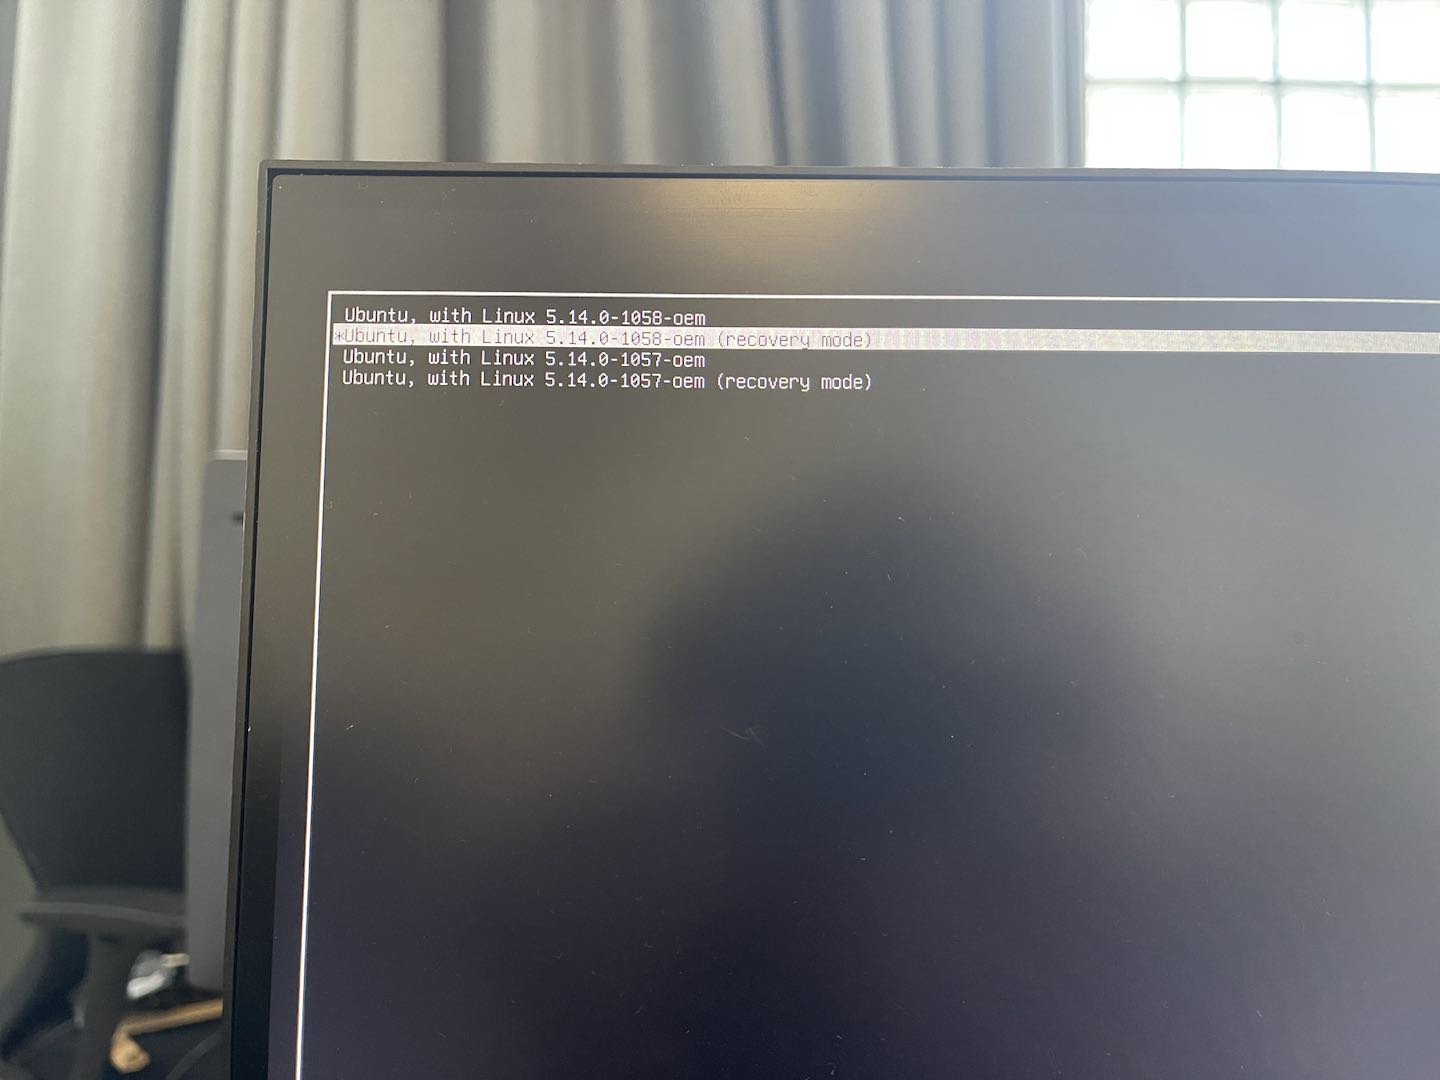 Ubuntu, with Linux 5.14.0-1058-oem
*Ubuntu, with Linux 5.14.0-1058-oem (recovery mode)
Ubuntu, with Linux 5.14.0-1057-oem
Ubuntu, with Linux 5.14.0-1057-oem (recovery mode)